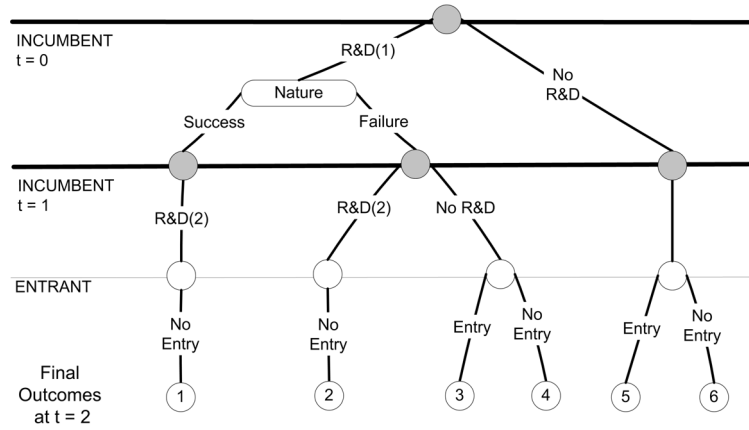 INCUMBENT
t = 0
R&D(1)
No
R&D
Nature
Success
Failure
INCUMBENT
t = 1
R&D(2)
R&D(2)
No R&D
ENTRANT
No
Entry
No
Entry
Entry
No
Entry
Entry
No
Entry
Final
Outcomes
at t = 2
1
2
3
4
5
6